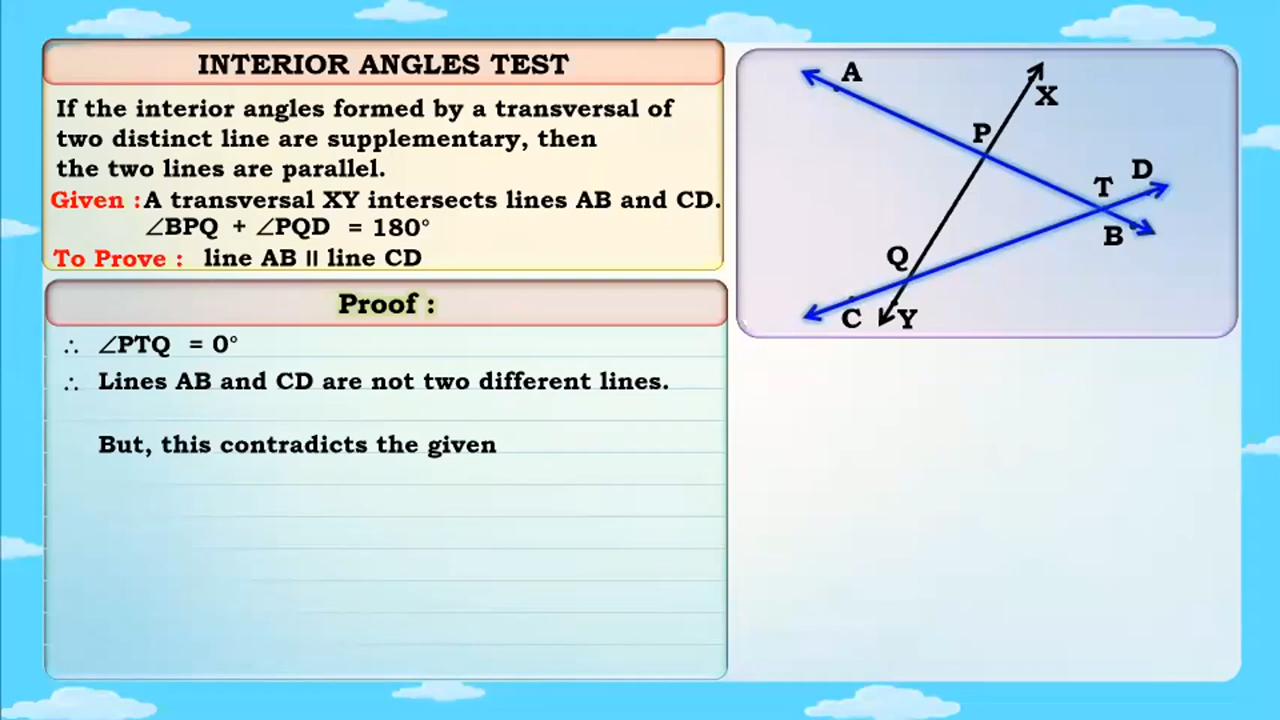 INTERIOR ANGLES TEST
If the interior angles formed by a transversal of
two distinct line are supplementary, then
the two lines are parallel.
Given : A transversal XY intersects lines AB and CD.
∠BPQ + ∠PQD = 180°
To Prove : line AB ॥ line CD
Proof :
∴ ∠PTQ = 0°
∴ Lines AB and CD are not two different lines.
But, this contradicts the given
A
X
P
D
T
B
Q
C
Y